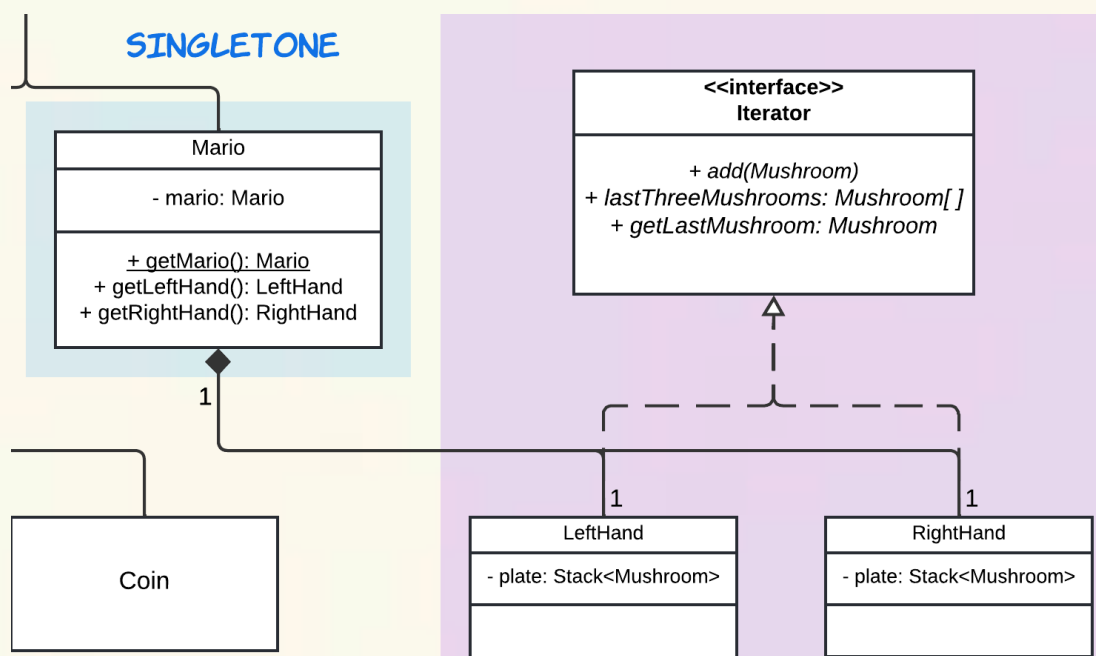 SINGLETONE
Mario
- mario: Mario
+ getMario(): Mario
+ getLeftHand(): LeftHand
+ getRightHand(): RightHand
1
<<interface>>
Iterator
+ add(Mushroom)
+ lastThreeMushrooms: Mushroom[ ]
+ getLastMushroom: Mushroom
Coin
1
LeftHand
- plate: Stack<Mushroom>
1
RightHand
- plate: Stack<Mushroom>